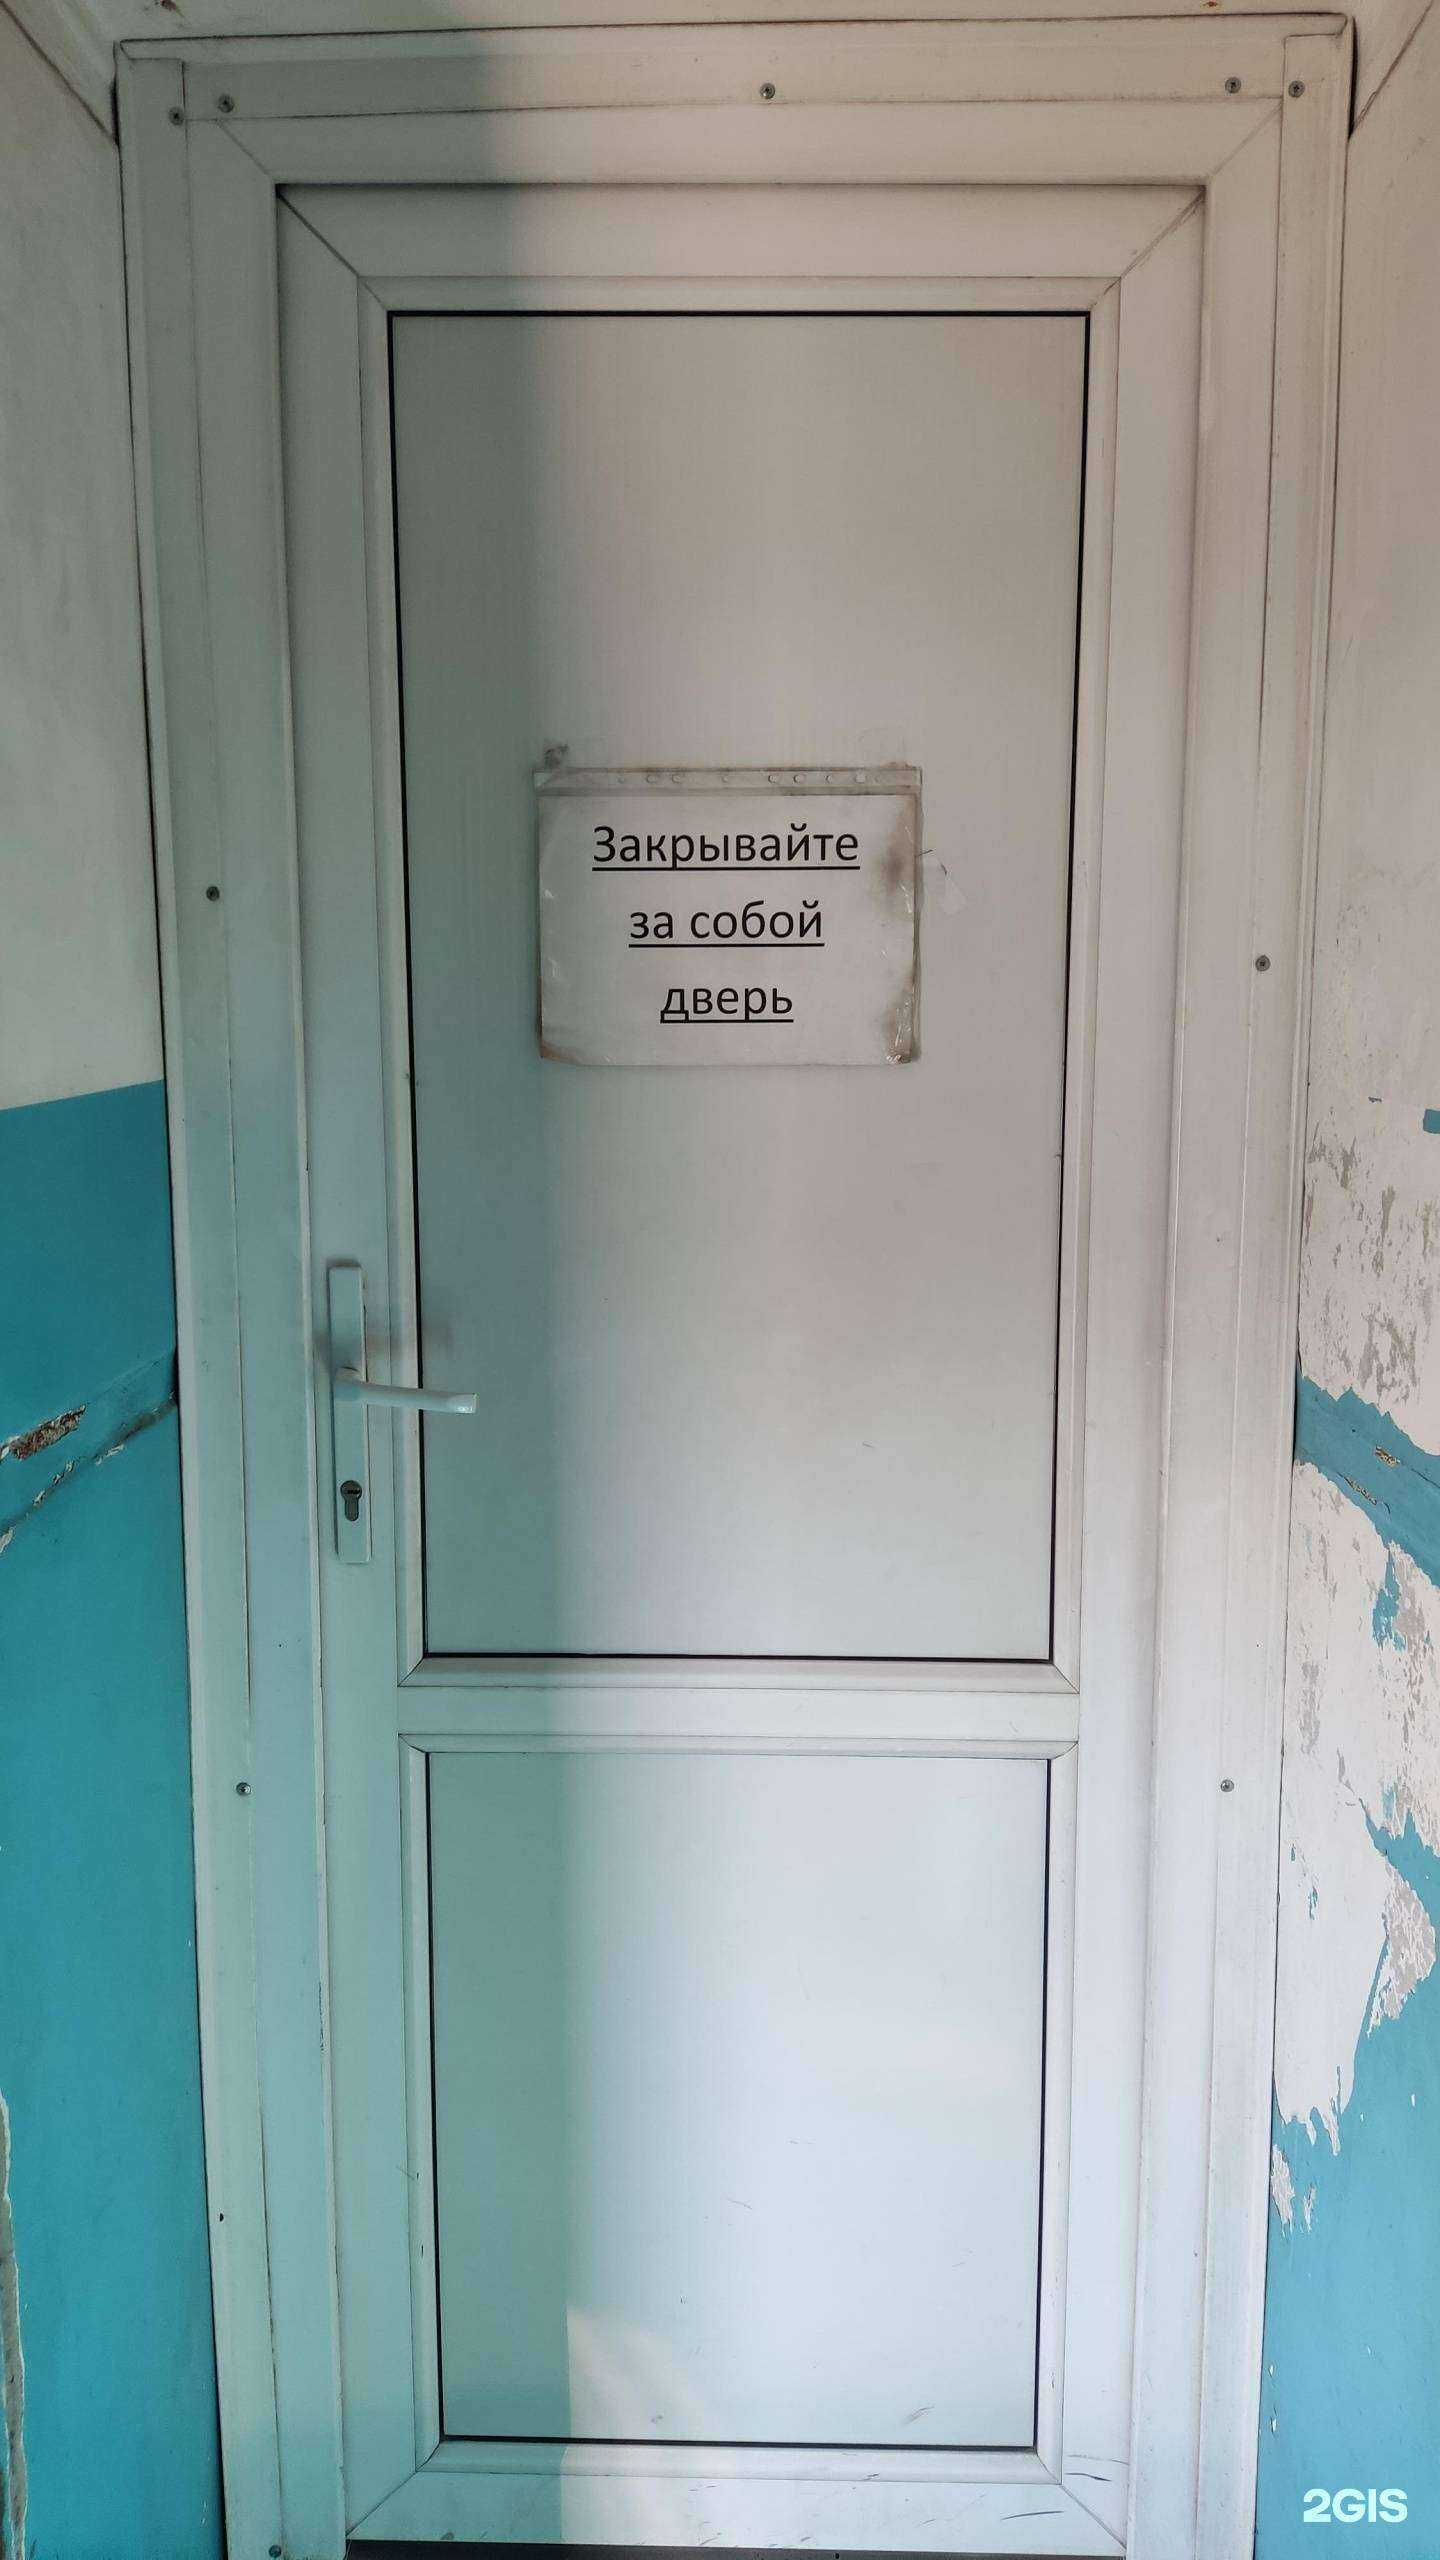 Закрывайте
за собой
дверь
2GIS